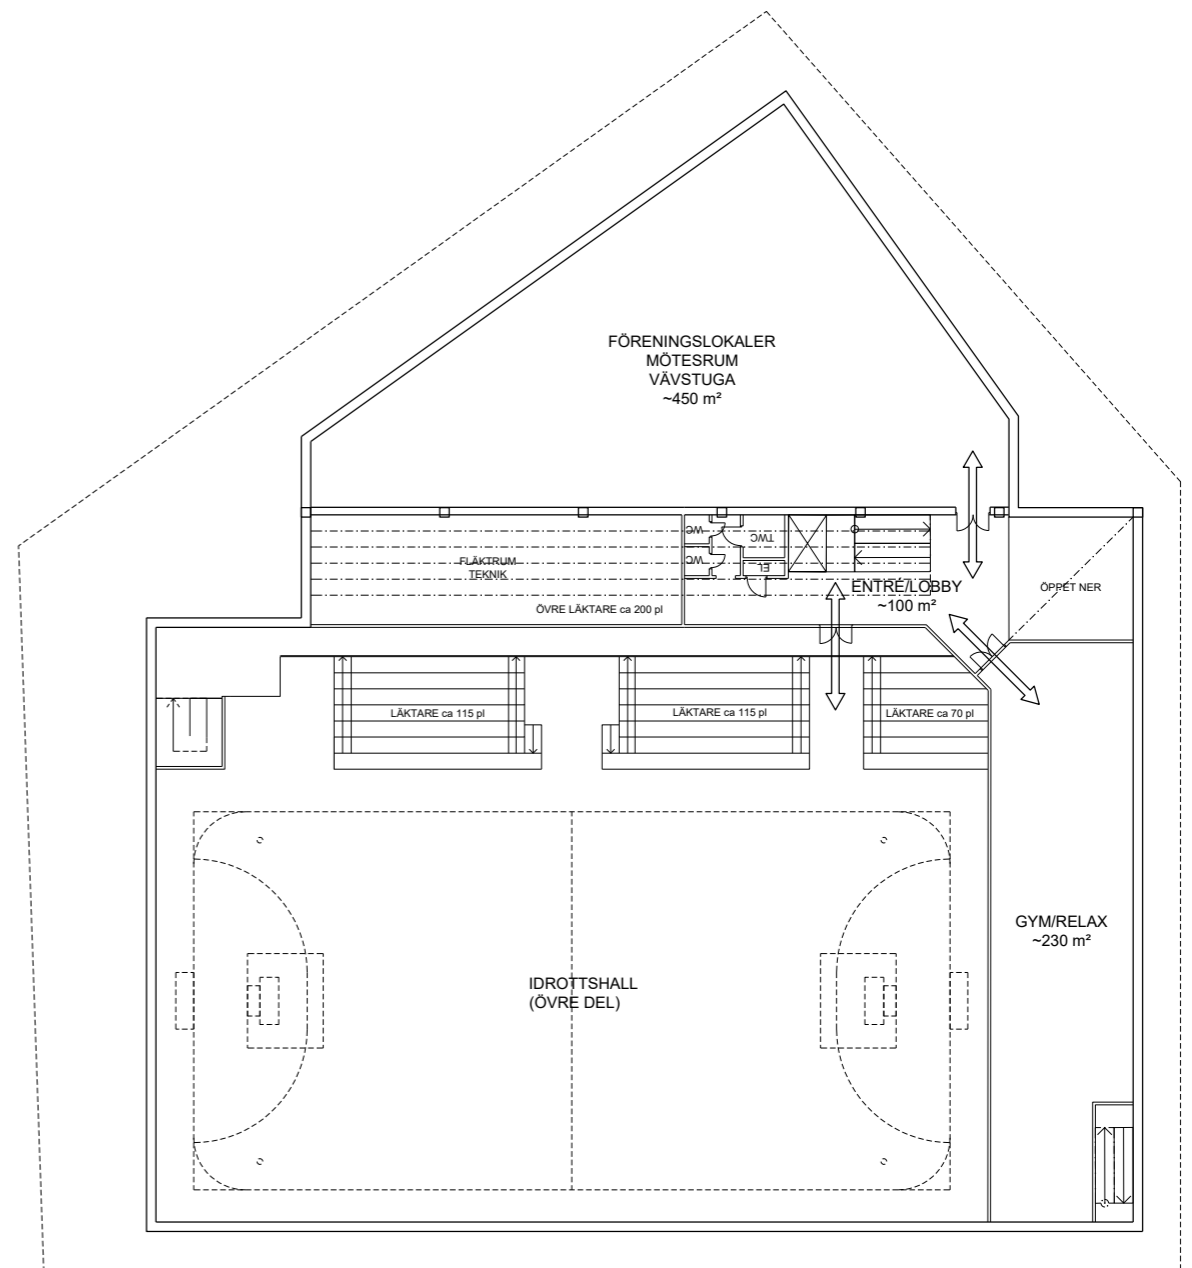 FÖRENINGSLOKALER
MÖTESRUM
VÄVSTUGA
~450 m²
WC
TWC
WC
EL
FLÄKTRUM
TEKNIK
ÖVRE LÄKTARE ca 200 pl
ENTRE/LOBBY
~100 m²
ÖPPET NER
LÄKTARE ca 115 pl
LÄKTARE ca 115 pl
LÄKTARE ca 70 pl
GYM/RELAX
~230 m²
IDROTTSHALL
(ÖVRE DEL)